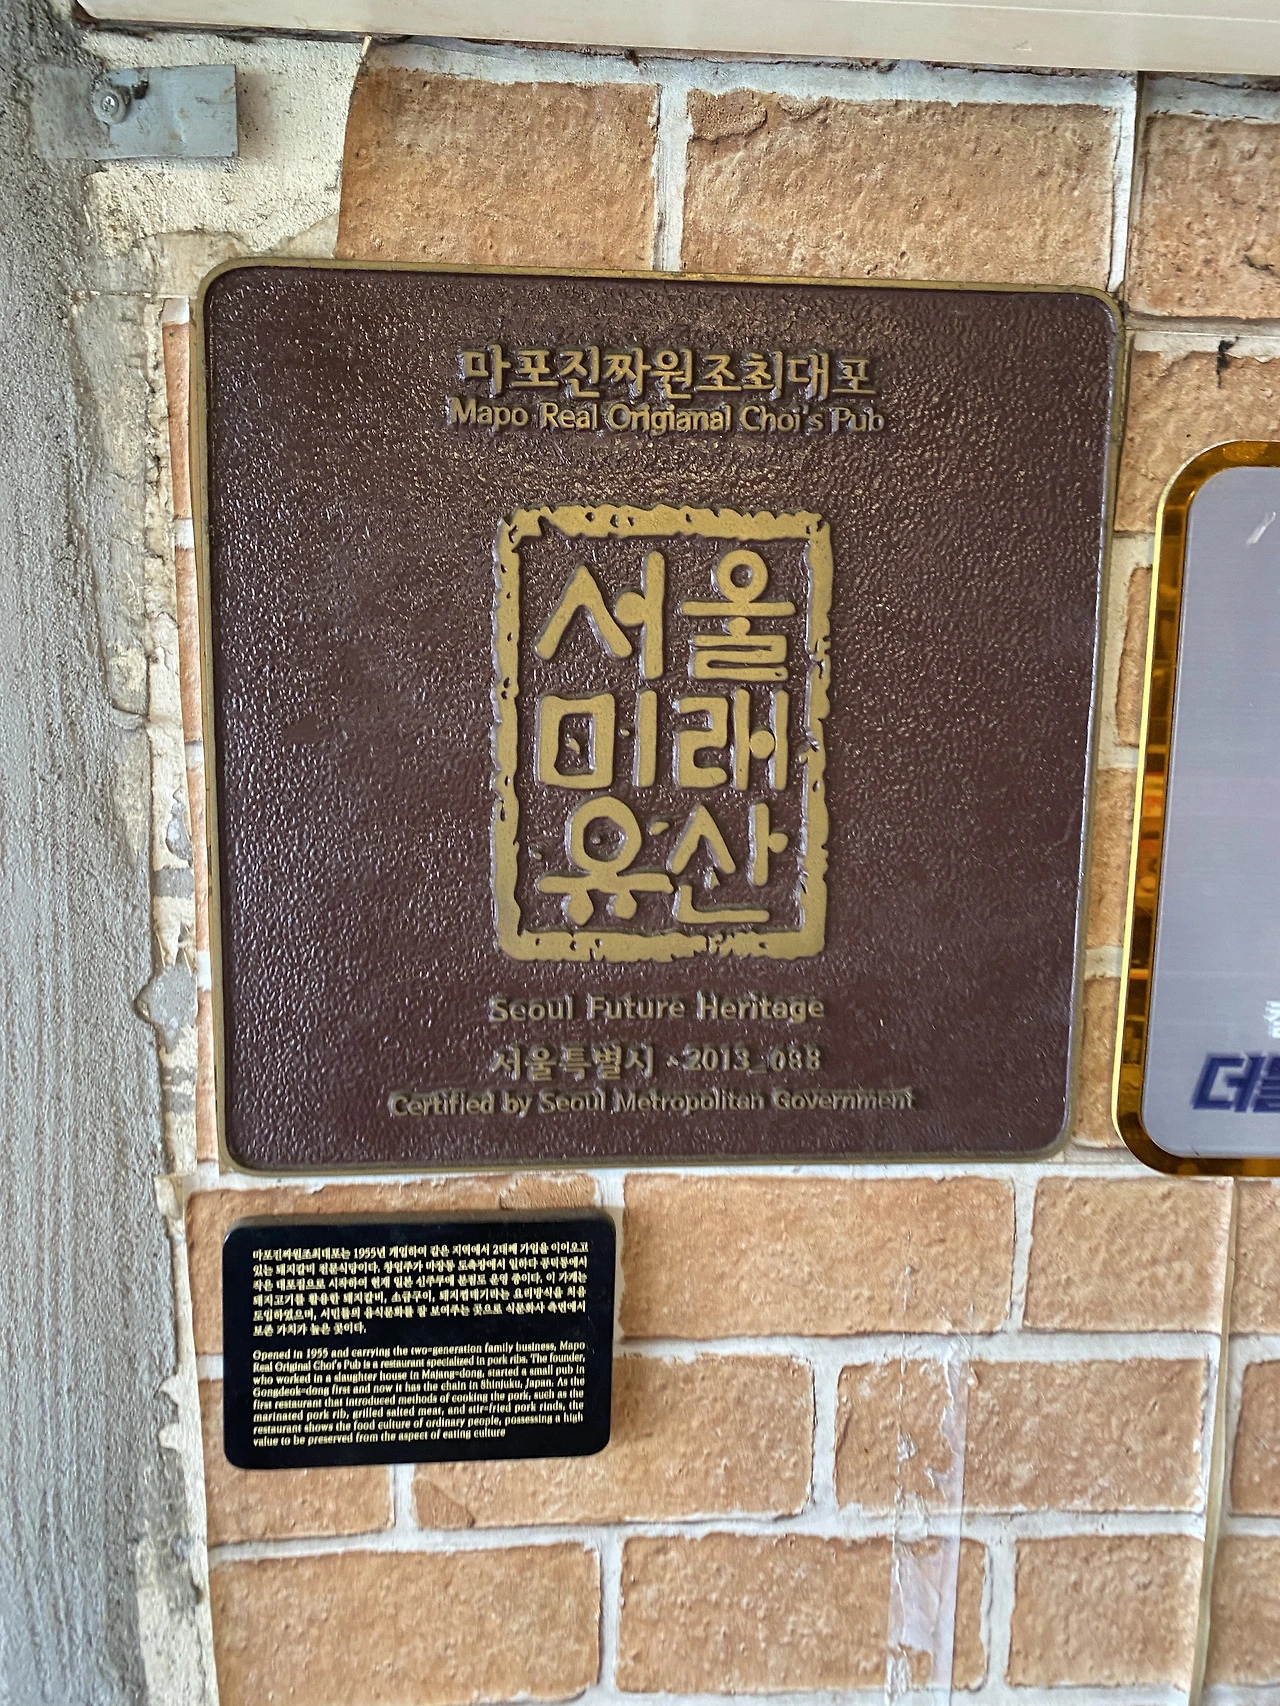 마포진짜원조최대포
Mapo Real Origianal Choi's Pub
서울
미래
유산
Seoul Future Heritage
서울특별시 - 2013_088
Certified by Seoul Metropolitan Government
더블
마포진짜원조최대포는 1955년 개업하여 같은 지역에서 2대째 가업을 이어오고
있는 돼지갈비 전문식당이다. 창업주가 마장동 도축장에서 일하다 공덕동에서
작은 대포집으로 시작하여 현재 일본 신주쿠에 분점도 운영 중이다. 이 가게는
돼지고기를 활용한 돼지갈비, 소금구이, 돼지껍데기라는 요리방식을 처음
도입하였으며, 서민들의 음식문화를 잘 보여주는 곳으로 식문화사 측면에서
보존 가치가 높은 곳이다.
Opened in 1955 and carrying the two-generation family business, Mapo
Real Original Choi's Pub is a restaurant specialized in pork ribs. The founder,
who worked in a slaughter house in Majang-dong, started a small pub in
Gongdeok-dong first and now it has the chain in Shinjuku, Japan. As the
first restaurant that introduced methods of cooking the pork, such as the
marinated pork rib, grilled salted meat, and stir-fried pork rinds, the
restaurant shows the food culture of ordinary people, possessing a high
value to be preserved from the aspect of eating culture